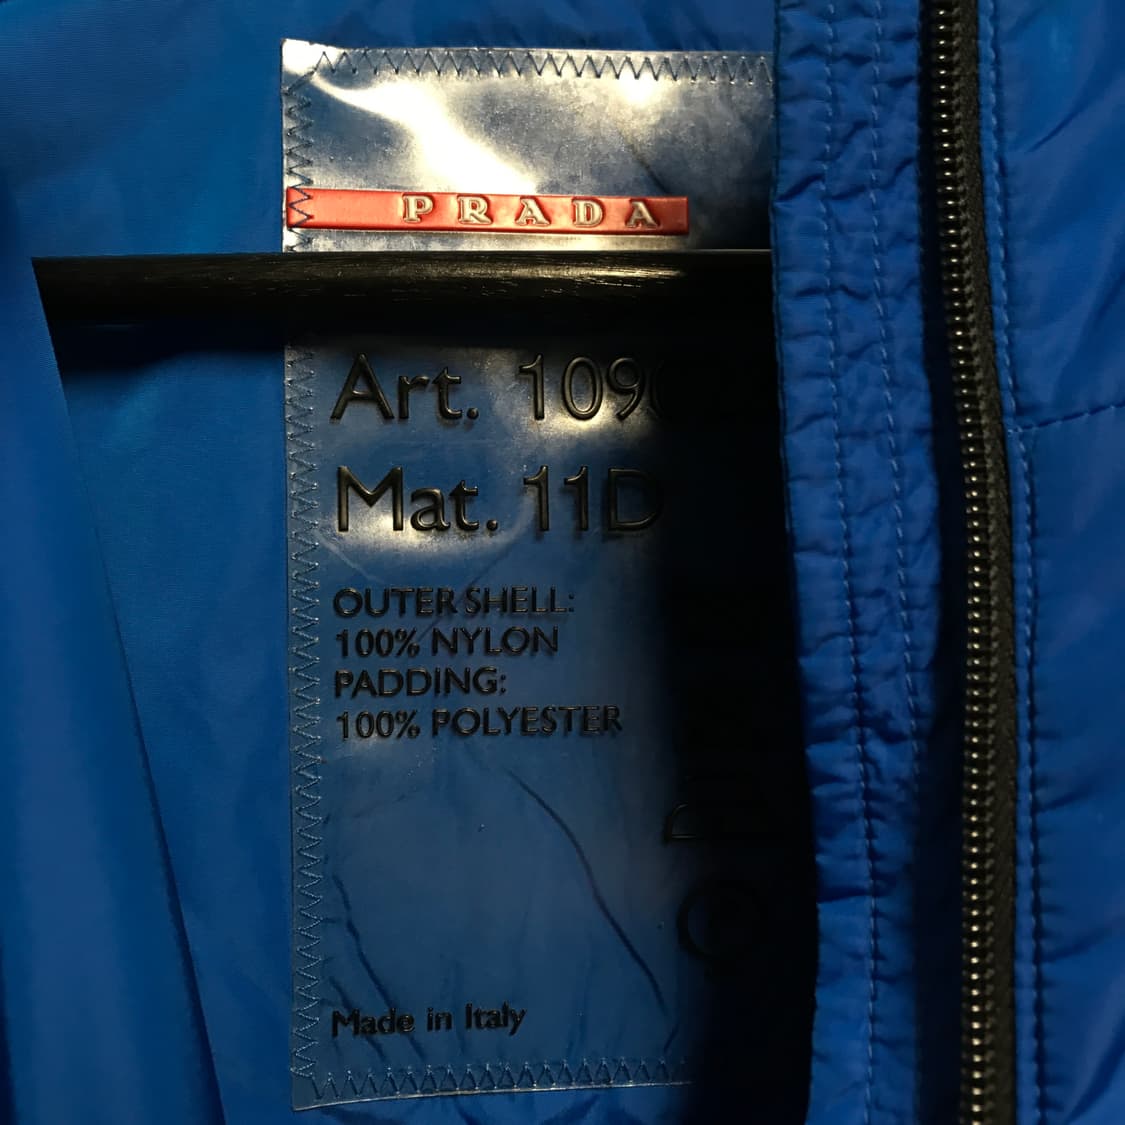 PRADA
Art. 109
Mat. 11D
OUTER SHELL:
100% NYLON
PADDING:
100% POLYESTER
Made in Italy